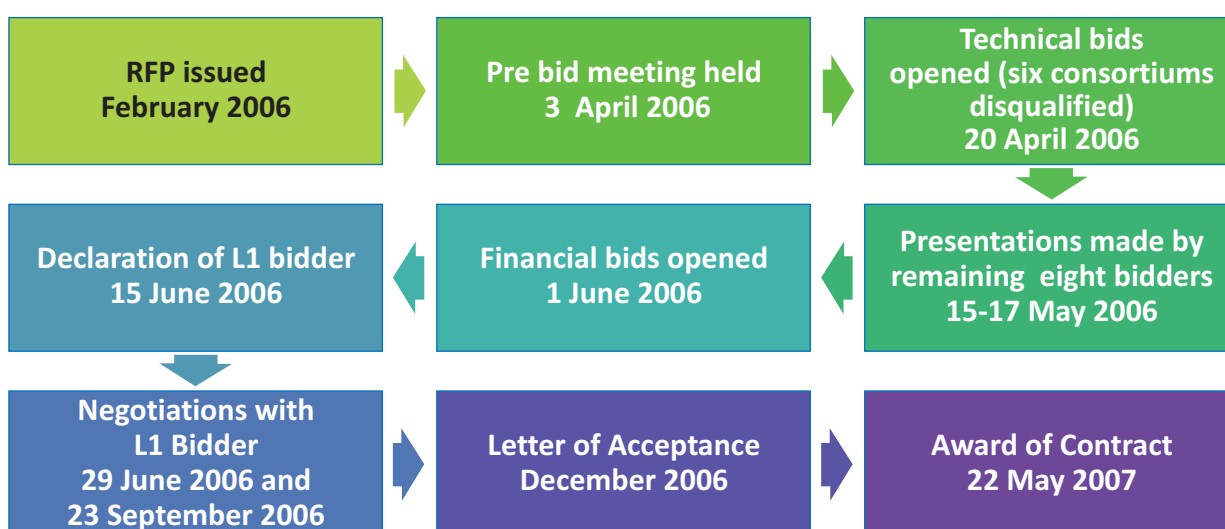 RFP issued
February 2006
Pre bid meeting held
3 April 2006
Technical bids
opened (six consortiums
disqualified)
20 April 2006
Presentations made by
remaining eight bidders
15-17 May 2006
Financial bids opened
1 June 2006
Declaration of L1 bidder
15 June 2006
Negotiations with
L1 Bidder
29 June 2006 and
23 September 2006
Letter of Acceptance
December 2006
Award of Contract
22 May 2007